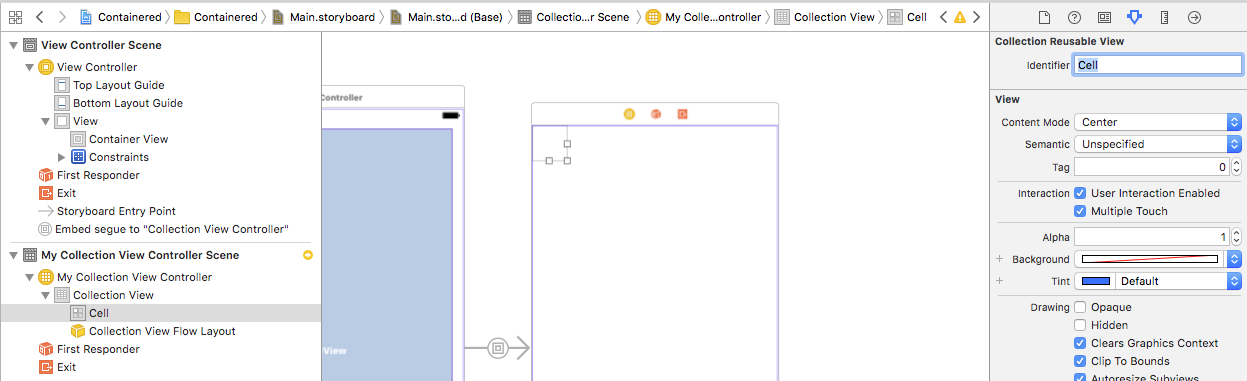 Containered Containered Main.storyboard Main.sto...d (Base) Collectio...r Scene My Colle...ontroller Collection View Cell
View Controller Scene
View Controller
Top Layout Guide
Bottom Layout Guide
View
Container View
Constraints
First Responder
Exit
Storyboard Entry Point
Embed segue to "Collection View Controller"
My Collection View Controller Scene
My Collection View Controller
Collection View
Cell
Collection View Flow Layout
First Responder
Exit
Controller
View
Collection Reusable View
Identifier Cell
View
Content Mode Center
Semantic Unspecified
Tag 0
Interaction User Interaction Enabled
Multiple Touch
Alpha 1
Background
Tint Default
Drawing Opaque
Hidden
Clears Graphics Context
Clip To Bounds
Autoresize Subviews